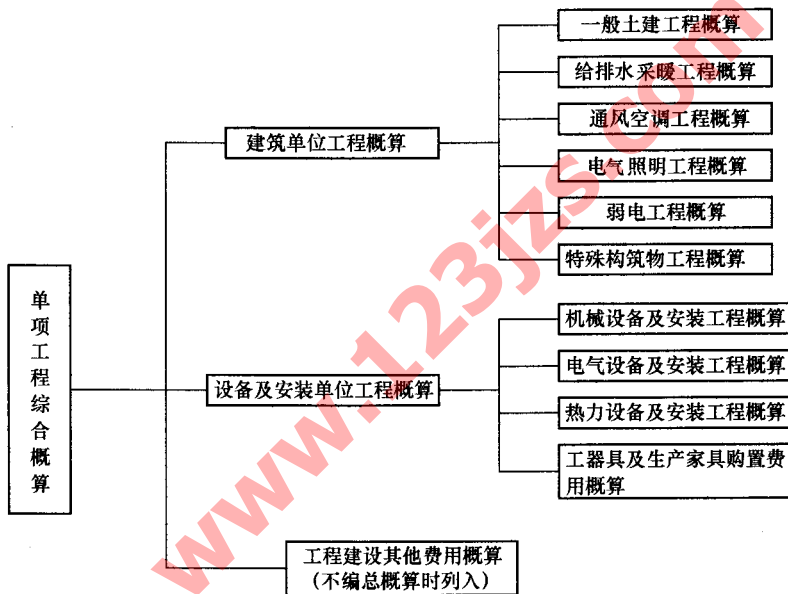 单项工程综合概算
建筑单位工程概算
一般土建工程概算
给排水采暖工程概算
通风空调工程概算
电气照明工程概算
弱电工程概算
特殊构筑物工程概算
设备及安装单位工程概算
机械设备及安装工程概算
电气设备及安装工程概算
热力设备及安装工程概算
工器具及生产家具购置费
用概算
工程建设其他费用概算
(不编总概算时列入)
www.123jzs.com